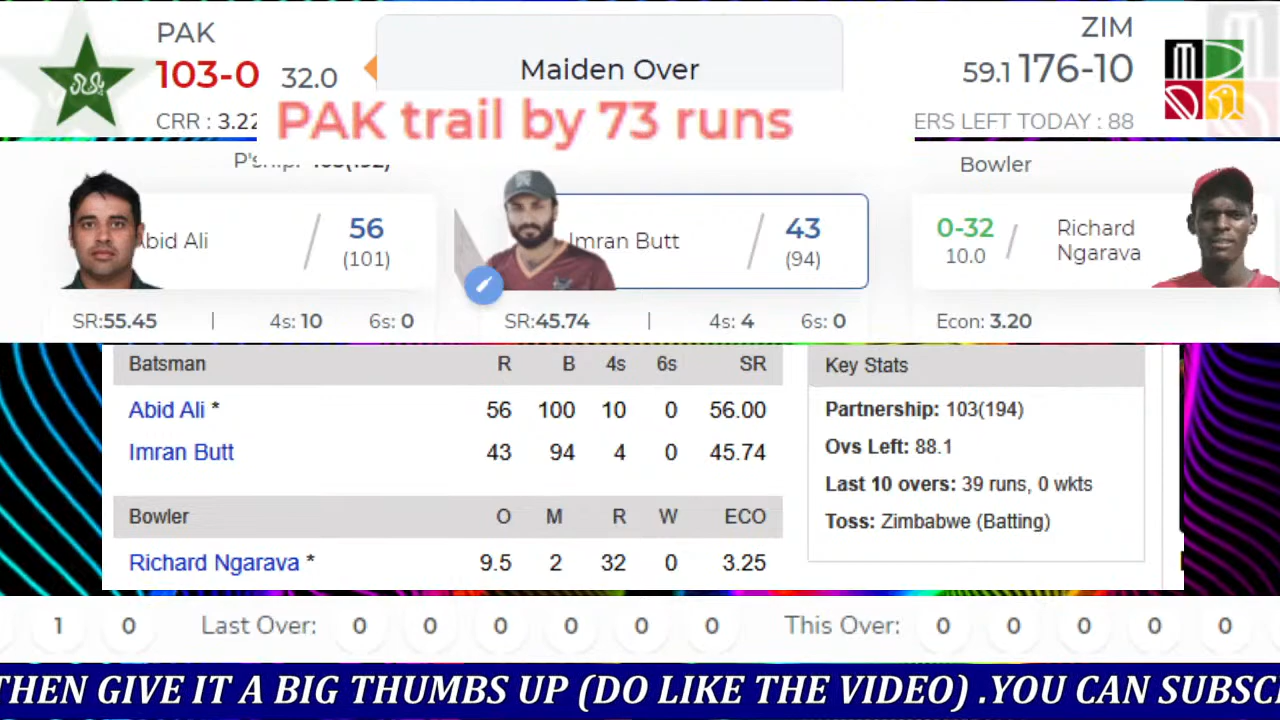 PAK
103-0 32.0
CRR : 3.22
Maiden Over
PAK trail by 73 runs
ZIM
59.1 176-10
ERS LEFT TODAY : 88
P'ship:
Bowler
Abid Ali
56
(101)
SR:55.45 | 4s: 10 6s: 0
Imran Butt
43
(94)
SR:45.74 | 4s: 4 6s: 0
0-32
10.0
Richard
Ngarava
Econ: 3.20
Batsman R B 4s 6s SR
Abid Ali * 56 100 10 0 56.00
Imran Butt 43 94 4 0 45.74
Bowler O M R W ECO
Richard Ngarava * 9.5 2 32 0 3.25
Key Stats
Partnership: 103(194)
Ovs Left: 88.1
Last 10 overs: 39 runs, 0 wkts
Toss: Zimbabwe (Batting)
1 0 Last Over: 0 0 0 0 0 0 This Over: 0 0 0 0 0
THEN GIVE IT A BIG THUMBS UP (DO LIKE THE VIDEO) .YOU CAN SUBSC